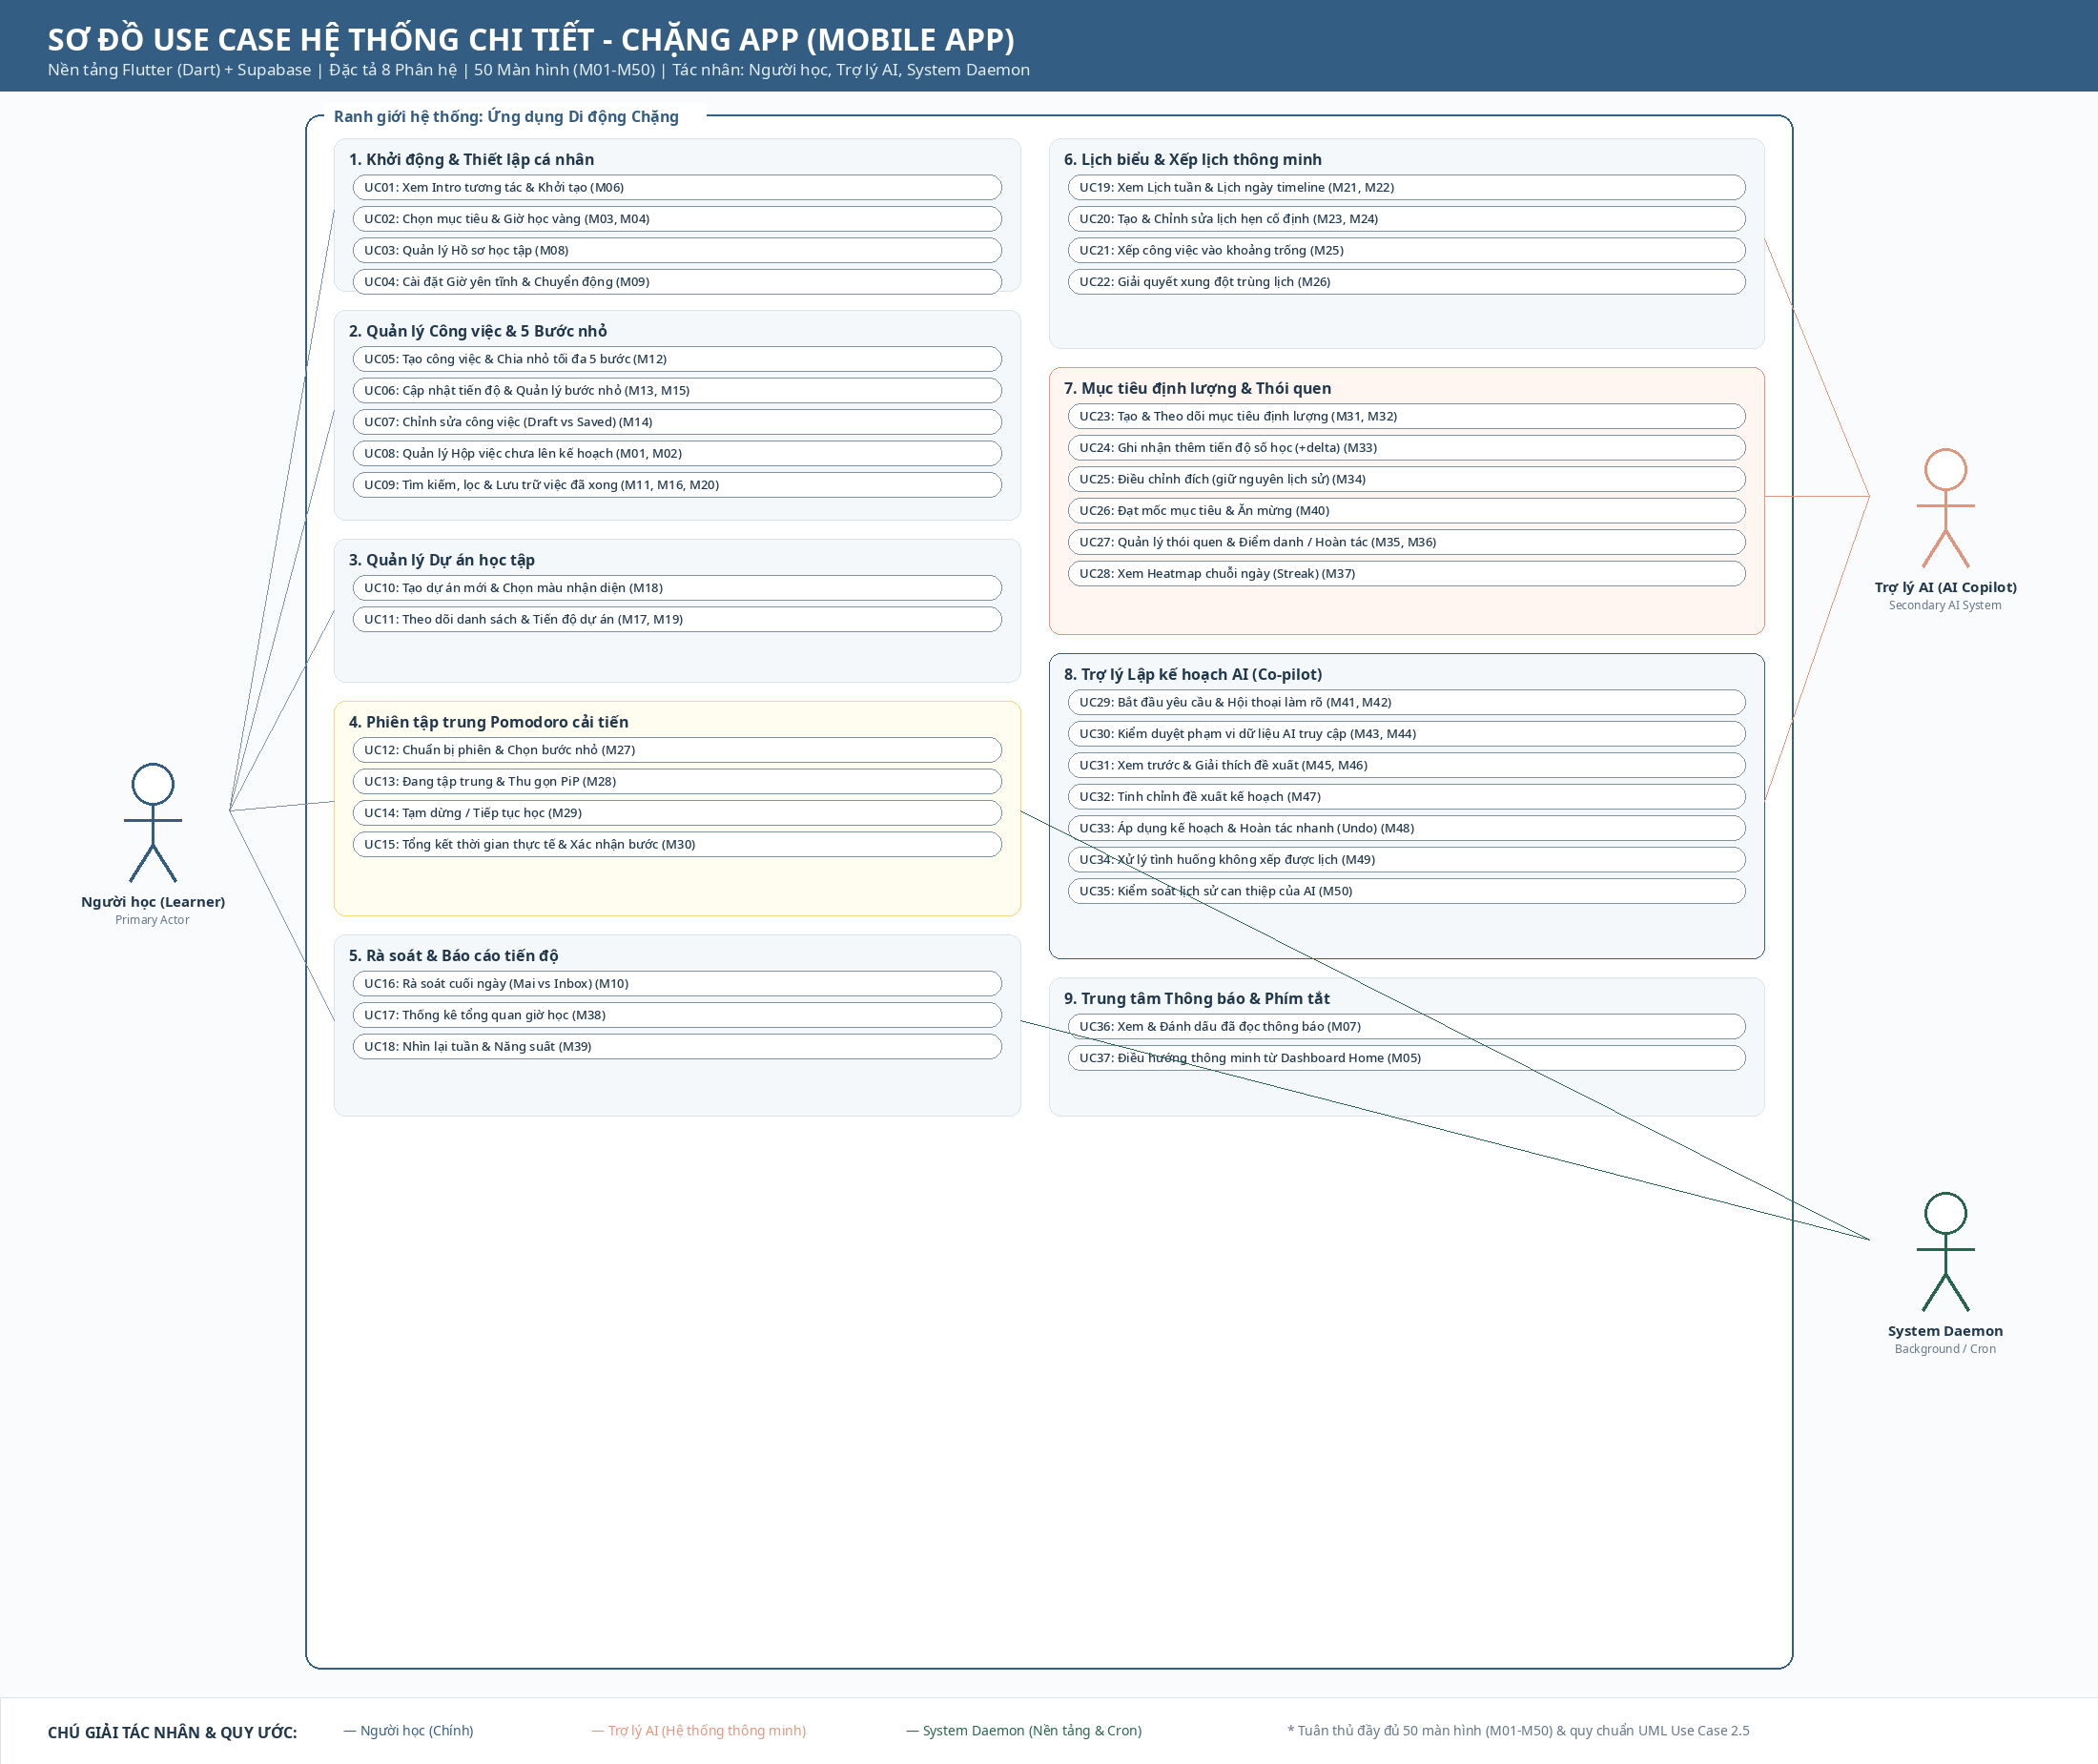 SƠ ĐỒ USE CASE HỆ THỐNG CHI TIẾT - CHẶNG APP (MOBILE APP)
Nền tảng Flutter (Dart) + Supabase | Đặc tả 8 Phân hệ | 50 Màn hình (M01-M50) | Tác nhân: Người học, Trợ lý AI, System Daemon
Ranh giới hệ thống: Ứng dụng Di động Chặng
1. Khởi động & Thiết lập cá nhân
UC01: Xem Intro tương tác & Khởi tạo (M06)
UC02: Chọn mục tiêu & Giờ học vàng (M03, M04)
UC03: Quản lý Hồ sơ học tập (M08)
UC04: Cài đặt Giờ yên tĩnh & Chuyển động (M09)
2. Quản lý Công việc & 5 Bước nhỏ
UC05: Tạo công việc & Chia nhỏ tối đa 5 bước (M12)
UC06: Cập nhật tiến độ & Quản lý bước nhỏ (M13, M15)
UC07: Chỉnh sửa công việc (Draft vs Saved) (M14)
UC08: Quản lý Hộp việc chưa lên kế hoạch (M01, M02)
UC09: Tìm kiếm, lọc & Lưu trữ việc đã xong (M11, M16, M20)
3. Quản lý Dự án học tập
UC10: Tạo dự án mới & Chọn màu nhận diện (M18)
UC11: Theo dõi danh sách & Tiến độ dự án (M17, M19)
4. Phiên tập trung Pomodoro cải tiến
UC12: Chuẩn bị phiên & Chọn bước nhỏ (M27)
UC13: Đang tập trung & Thu gọn PiP (M28)
UC14: Tạm dừng / Tiếp tục học (M29)
UC15: Tổng kết thời gian thực tế & Xác nhận bước (M30)
5. Rà soát & Báo cáo tiến độ
UC16: Rà soát cuối ngày (Mai vs Inbox) (M10)
UC17: Thống kê tổng quan giờ học (M38)
UC18: Nhìn lại tuần & Năng suất (M39)
6. Lịch biểu & Xếp lịch thông minh
UC19: Xem Lịch tuần & Lịch ngày timeline (M21, M22)
UC20: Tạo & Chỉnh sửa lịch hẹn cố định (M23, M24)
UC21: Xếp công việc vào khoảng trống (M25)
UC22: Giải quyết xung đột trùng lịch (M26)
7. Mục tiêu định lượng & Thói quen
UC23: Tạo & Theo dõi mục tiêu định lượng (M31, M32)
UC24: Ghi nhận thêm tiến độ số học (+delta) (M33)
UC25: Điều chỉnh đích (giữ nguyên lịch sử) (M34)
UC26: Đạt mốc mục tiêu & Ăn mừng (M40)
UC27: Quản lý thói quen & Điểm danh / Hoàn tác (M35, M36)
UC28: Xem Heatmap chuỗi ngày (Streak) (M37)
8. Trợ lý Lập kế hoạch AI (Co-pilot)
UC29: Bắt đầu yêu cầu & Hội thoại làm rõ (M41, M42)
UC30: Kiểm duyệt phạm vi dữ liệu AI truy cập (M43, M44)
UC31: Xem trước & Giải thích đề xuất (M45, M46)
UC32: Tinh chỉnh đề xuất kế hoạch (M47)
UC33: Áp dụng kế hoạch & Hoàn tác nhanh (Undo) (M48)
UC34: Xử lý tình huống không xếp được lịch (M49)
UC35: Kiểm soát lịch sử can thiệp của AI (M50)
9. Trung tâm Thông báo & Phím tắt
UC36: Xem & Đánh dấu đã đọc thông báo (M07)
UC37: Điều hướng thông minh từ Dashboard Home (M05)
Người học (Learner)
Primary Actor
Trợ lý AI (AI Copilot)
Secondary AI System
System Daemon
Background / Cron
CHÚ GIẢI TÁC NHÂN & QUY ƯỚC:
— Người học (Chính)
— Trợ lý AI (Hệ thống thông minh)
— System Daemon (Nền tảng & Cron)
* Tuân thủ đầy đủ 50 màn hình (M01-M50) & quy chuẩn UML Use Case 2.5